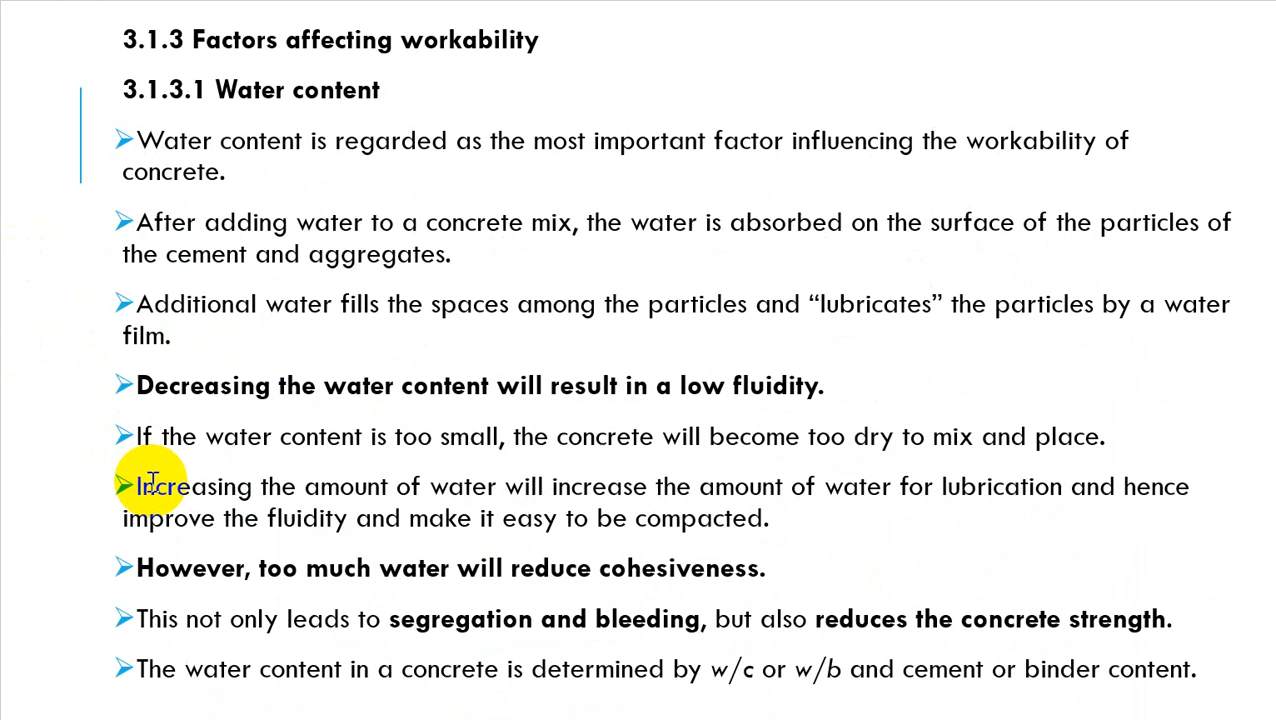 3.1.3 Factors affecting workability
3.1.3.1 Water content
➢Water content is regarded as the most important factor influencing the workability of
concrete.
➢After adding water to a concrete mix, the water is absorbed on the surface of the particles of
the cement and aggregates.
➢Additional water fills the spaces among the particles and “lubricates” the particles by a water
film.
➢Decreasing the water content will result in a low fluidity.
➢If the water content is too small, the concrete will become too dry to mix and place.
➢Increasing the amount of water will increase the amount of water for lubrication and hence
improve the fluidity and make it easy to be compacted.
➢However, too much water will reduce cohesiveness.
➢This not only leads to segregation and bleeding, but also reduces the concrete strength.
➢The water content in a concrete is determined by w/c or w/b and cement or binder content.